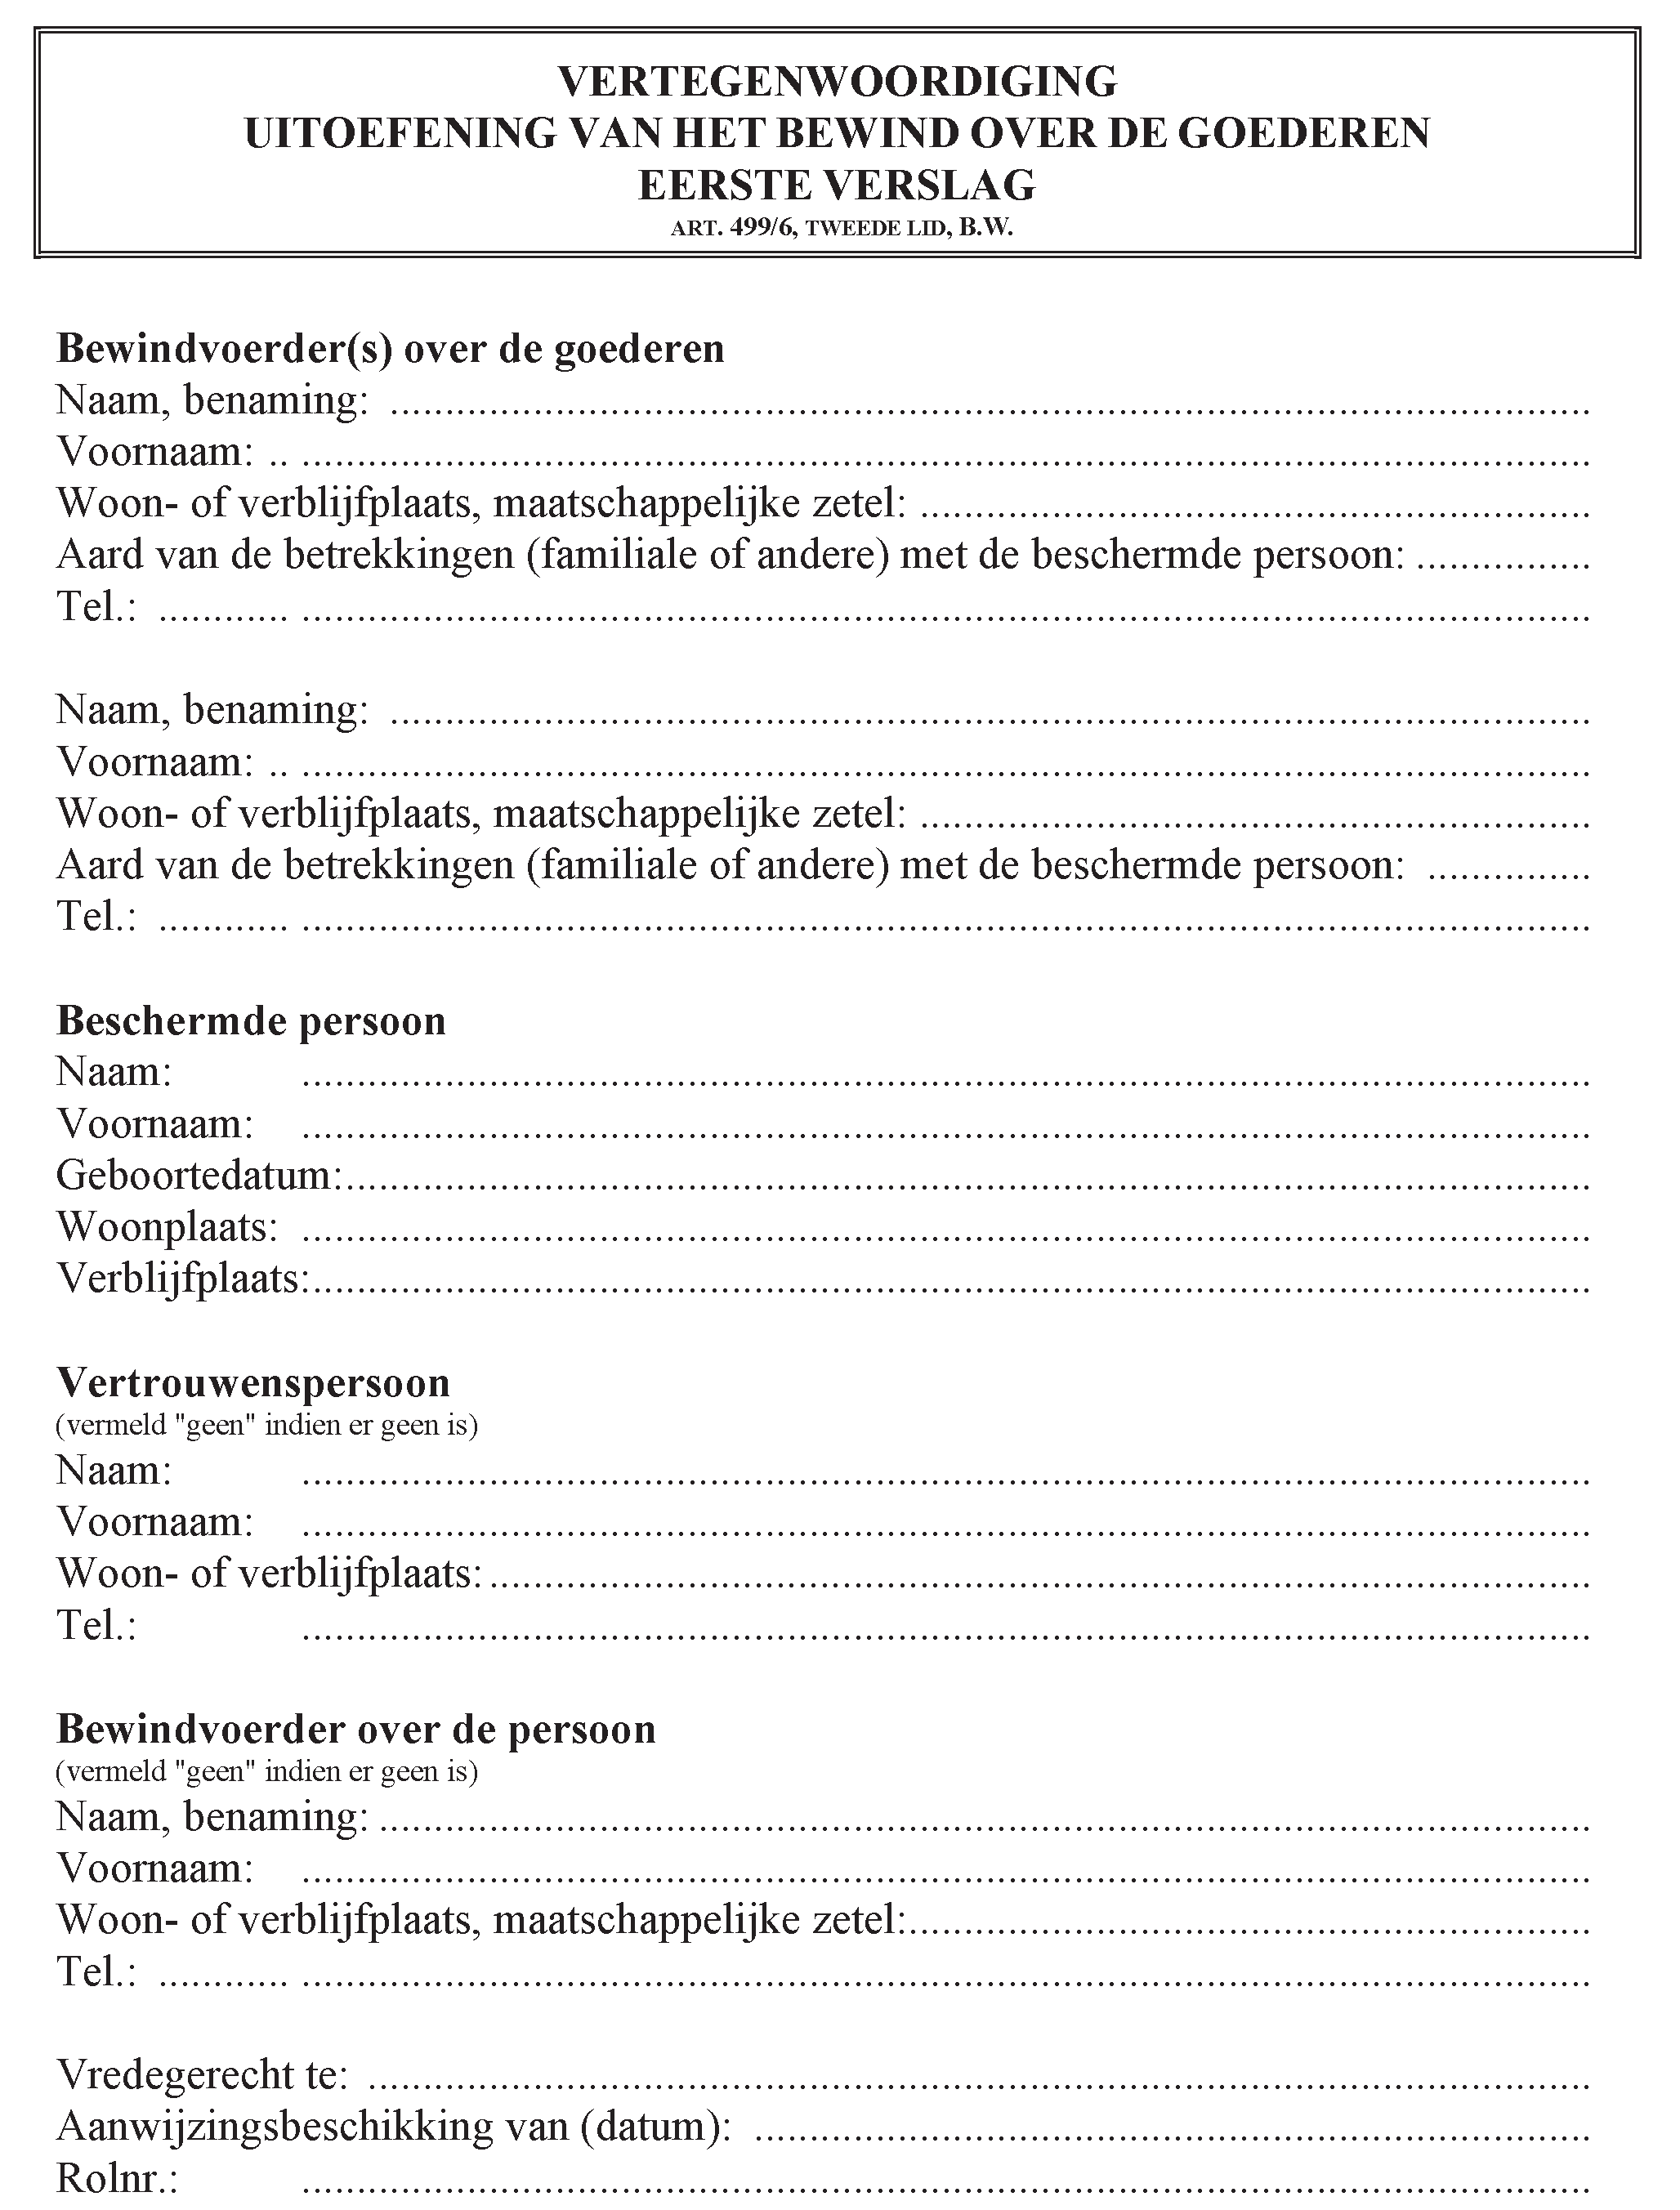 VERTEGENWOORDIGING
UITOEFENING VAN HET BEWIND OVER DE GOEDEREN
EERSTE VERSLAG
ART. 499/6, TWEEDE LID, B.W.
Bewindvoerder(s) over de goederen
Naam, benaming: ........................................................................................................
Voornaam: .. ........................................................................................................
Woon- of verblijfplaats, maatschappelijke zetel: ............................................................
Aard van de betrekkingen (familiale of andere) met de beschermde persoon: ................
Tel.: ............ ........................................................................................................
Naam, benaming: ........................................................................................................
Voornaam: .. ........................................................................................................
Woon- of verblijfplaats, maatschappelijke zetel: ............................................................
Aard van de betrekkingen (familiale of andere) met de beschermde persoon: ...............
Tel.: ............ ........................................................................................................
Beschermde persoon
Naam: ........................................................................................................
Voornaam: ........................................................................................................
Geboortedatum:........................................................................................................
Woonplaats: ........................................................................................................
Verblijfplaats:........................................................................................................
Vertrouwenspersoon
(vermeld "geen" indien er geen is)
Naam: ........................................................................................................
Voornaam: ........................................................................................................
Woon- of verblijfplaats:................................................................................................
Tel.: ........................................................................................................
Bewindvoerder over de persoon
(vermeld "geen" indien er geen is)
Naam, benaming: ........................................................................................................
Voornaam: ........................................................................................................
Woon- of verblijfplaats, maatschappelijke zetel:.............................................................
Tel.: ............ ........................................................................................................
Vredegerecht te: ........................................................................................................
Aanwijzingsbeschikking van (datum): ............................................................................
Rolnr.: ........................................................................................................